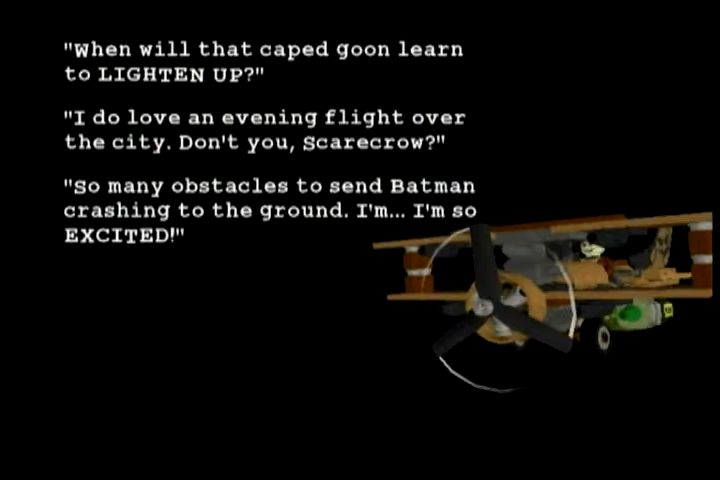 "When will that caped goon learn
to LIGHTEN UP?"
"I do love an evening flight over
the city. Don't you, Scarecrow?"
"So many obstacles to send Batman
crashing to the ground. I'm... I'm so
EXCITED!"